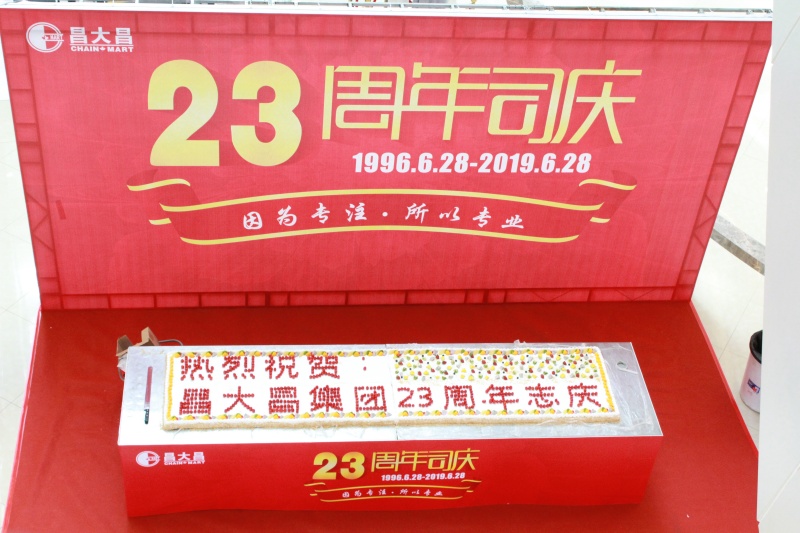 昌大昌
CHAIN MART
23周年司庆
1996.6.28-2019.6.28
因为专注·所以专业
热烈祝贺:
昌大昌集团23周年志庆
昌大昌
CHAIN MART
23周年司庆
1996.6.28-2019.6.28
因为专注·所以专业